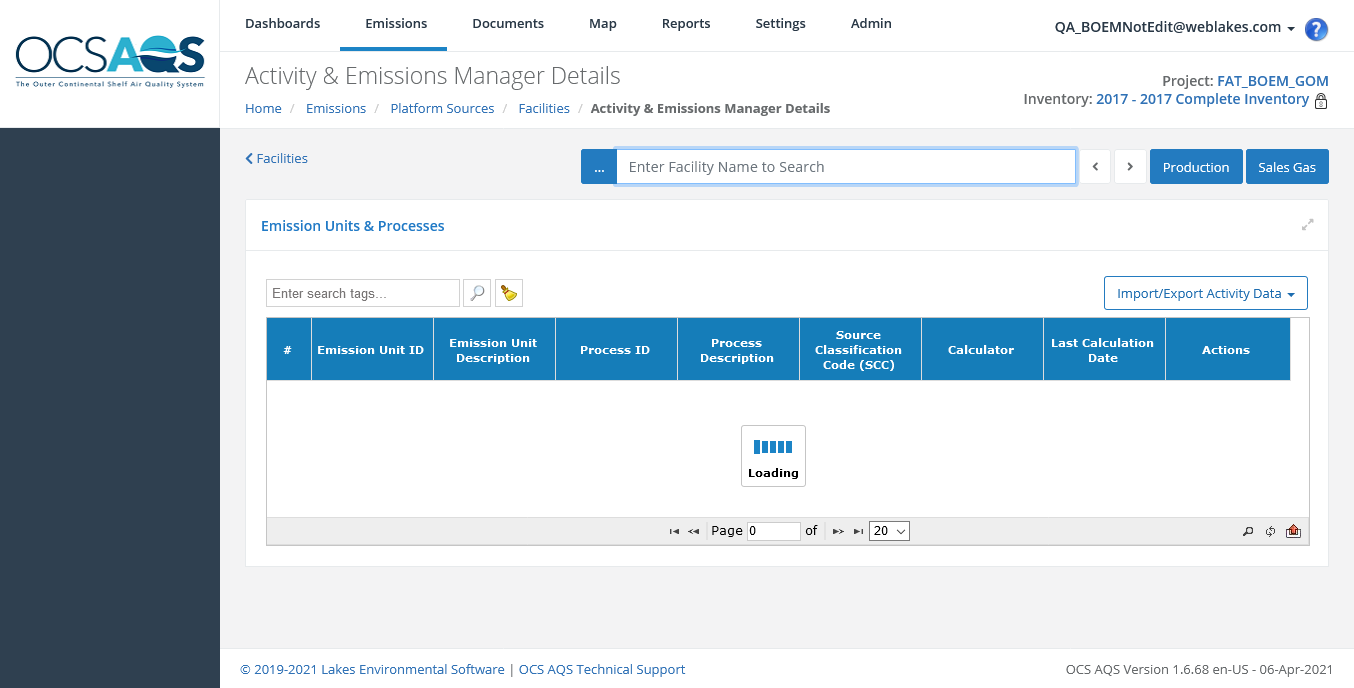 OCSAQS
The Outer Continental Shelf Air Quality System
Dashboards Emissions Documents Map Reports Settings Admin
QA_BOEMNotEdit@weblakes.com ?
Activity & Emissions Manager Details
Home / Emissions / Platform Sources / Facilities / Activity & Emissions Manager Details
Project: FAT_BOEM_GOM
Inventory: 2017 - 2017 Complete Inventory
Facilities
... Enter Facility Name to Search
Production Sales Gas
Emission Units & Processes
Enter search tags...
Import/Export Activity Data
#
Emission Unit ID
Emission Unit
Description
Process ID
Process
Description
Source
Classification
Code (SCC)
Calculator
Last Calculation
Date
Actions
Loading
Page 0 of 20
© 2019-2021 Lakes Environmental Software | OCS AQS Technical Support
OCS AQS Version 1.6.68 en-US - 06-Apr-2021